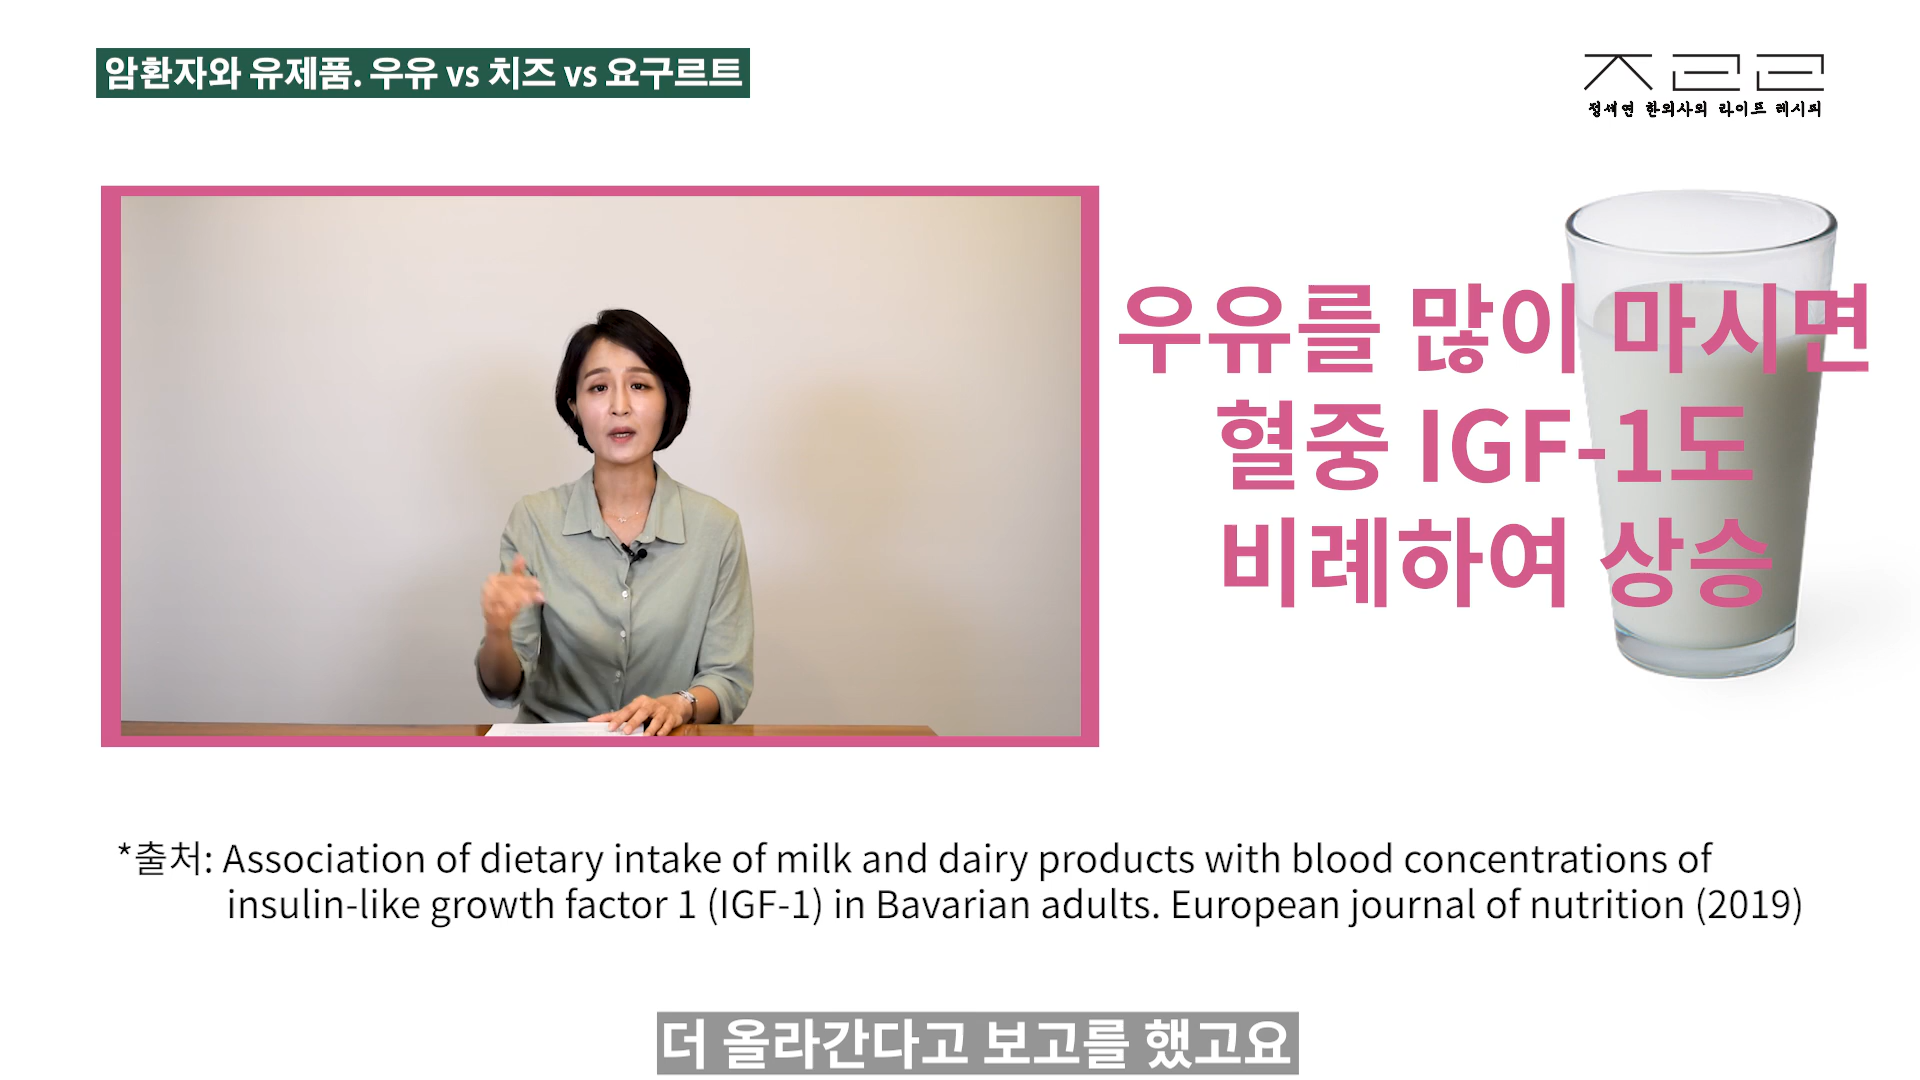 암환자와 유제품. 우유 vs 치즈 vs 요구르트
정세연 한의사의 라이프 레시피
우유를 많이 마시면
혈중 IGF-1도
비례하여 상승
*출처: Association of dietary intake of milk and dairy products with blood concentrations of
insulin-like growth factor 1 (IGF-1) in Bavarian adults. European journal of nutrition (2019)
더 올라간다고 보고를 했고요